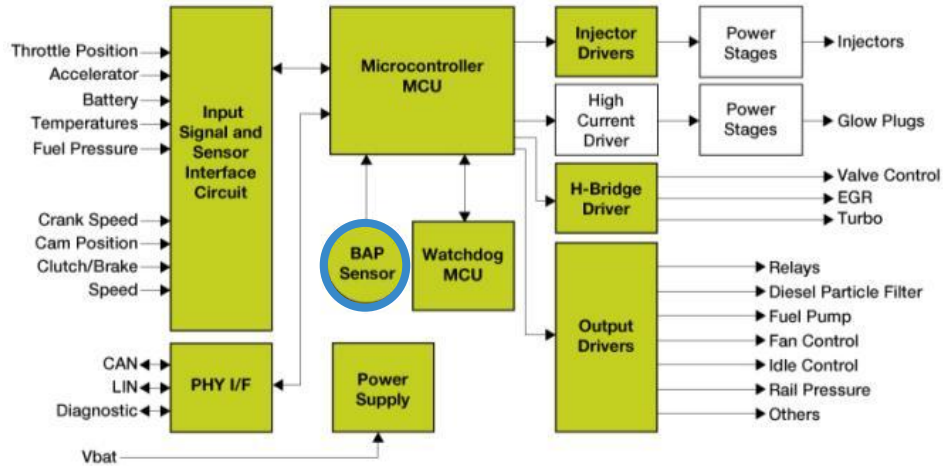 Throttle Position
Accelerator
Battery
Temperatures
Fuel Pressure
Crank Speed
Cam Position
Clutch/Brake
Speed
Input
Signal and
Sensor
Interface
Circuit
CAN
LIN
Diagnostic
PHY I/F
Vbat
Microcontroller
MCU
BAP
Sensor
Watchdog
MCU
Power
Supply
Injector
Drivers
Power
Stages
Injectors
High
Current
Driver
Power
Stages
Glow Plugs
H-Bridge
Driver
Valve Control
EGR
Turbo
Output
Drivers
Relays
Diesel Particle Filter
Fuel Pump
Fan Control
Idle Control
Rail Pressure
Others